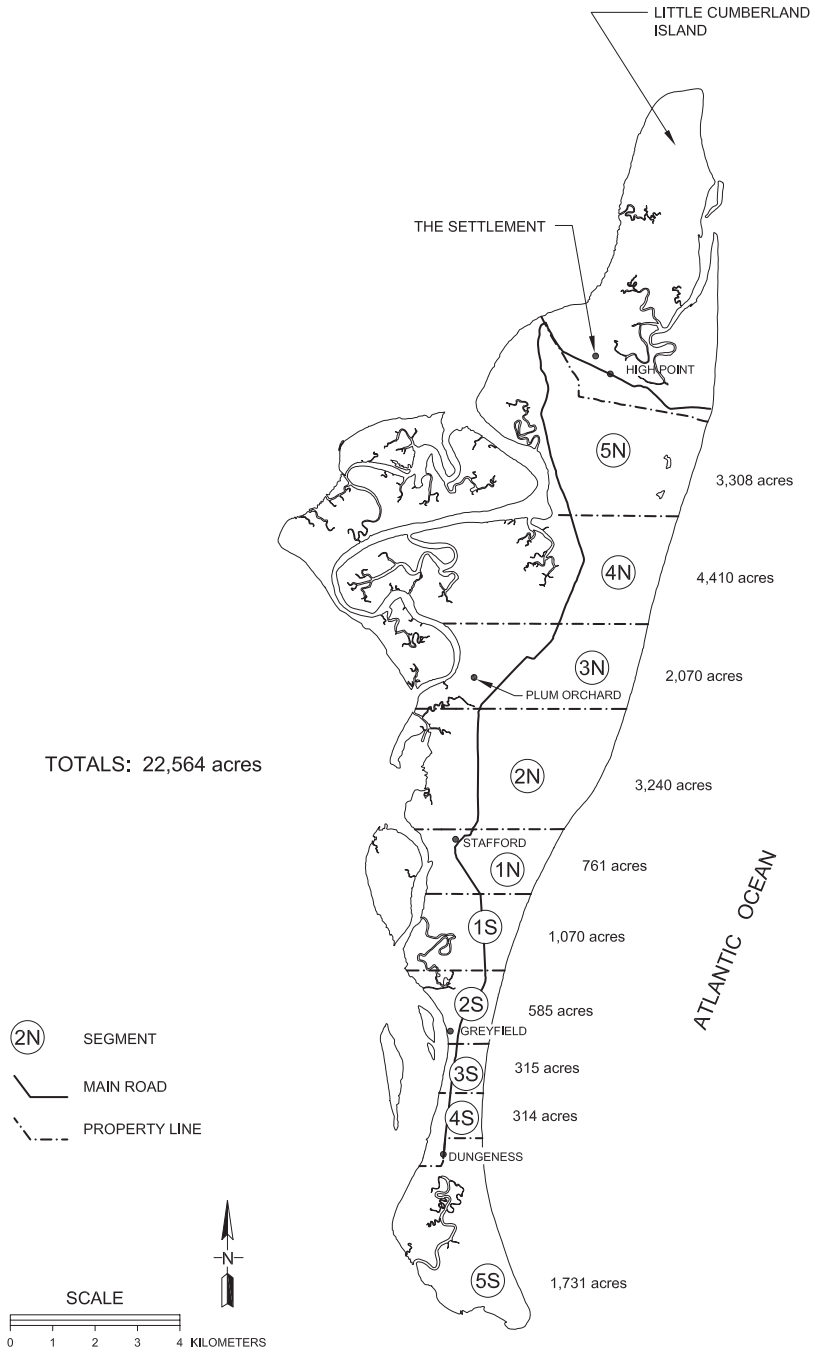 LITTLE CUMBERLAND
ISLAND
THE SETTLEMENT
HIGH POINT
5N
3,308 acres
4N
4,410 acres
3N
2,070 acres
PLUM ORCHARD
TOTALS: 22,564 acres
2N
3,240 acres
STAFFORD
1N
761 acres
1S
1,070 acres
ATLANTIC OCEAN
2S
585 acres
GREYFIELD
2N SEGMENT
3S
315 acres
MAIN ROAD
4S
314 acres
PROPERTY LINE
DUNGENESS
N
5S
1,731 acres
SCALE
0 1 2 3 4 KILOMETERS